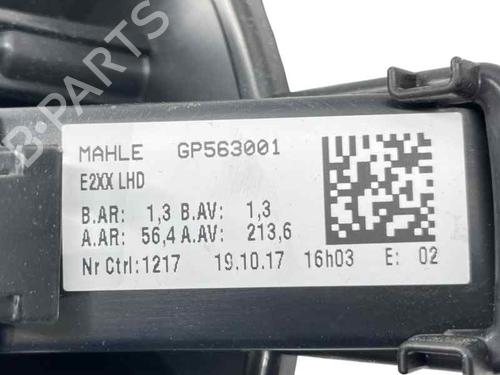 B-PARTS
MAHLE GP563001
E2XX LHD
B.AR: 1,3 B.AV: 1,3
A.AR: 56,4 A.AV: 213,6
Nr Ctrl:1217 19.10.17 16h03 E: 02